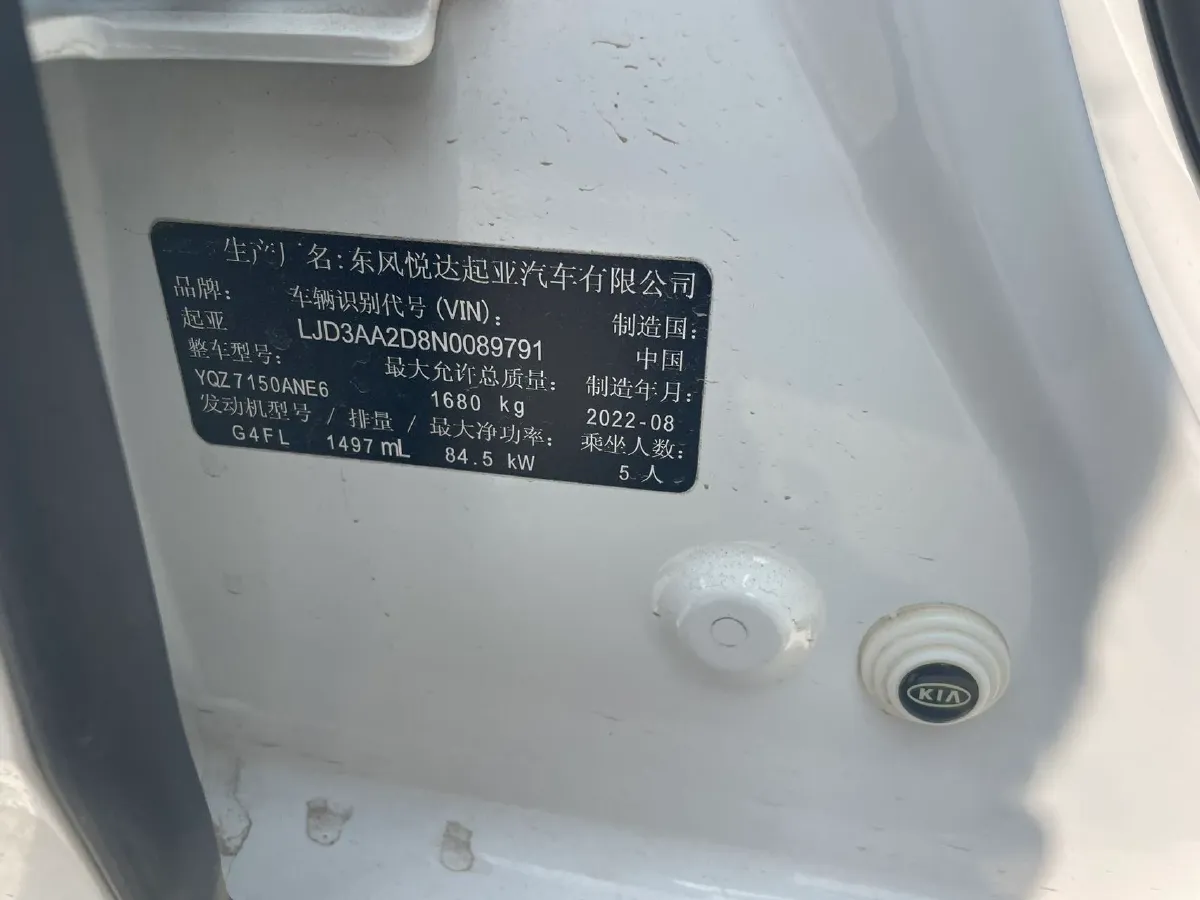 生产厂名:东风悦达起亚汽车有限公司
品牌: 车辆识别代号(VIN): 制造国:
起亚 LJD3AA2D8N0089791 中国
整车型号: 最大允许总质量: 制造年月:
YQZ7150ANE6 1680 kg 2022-08
发动机型号 / 排量 / 最大净功率: 乘坐人数:
G4FL 1497mL 84.5 kW 5 人
KIA